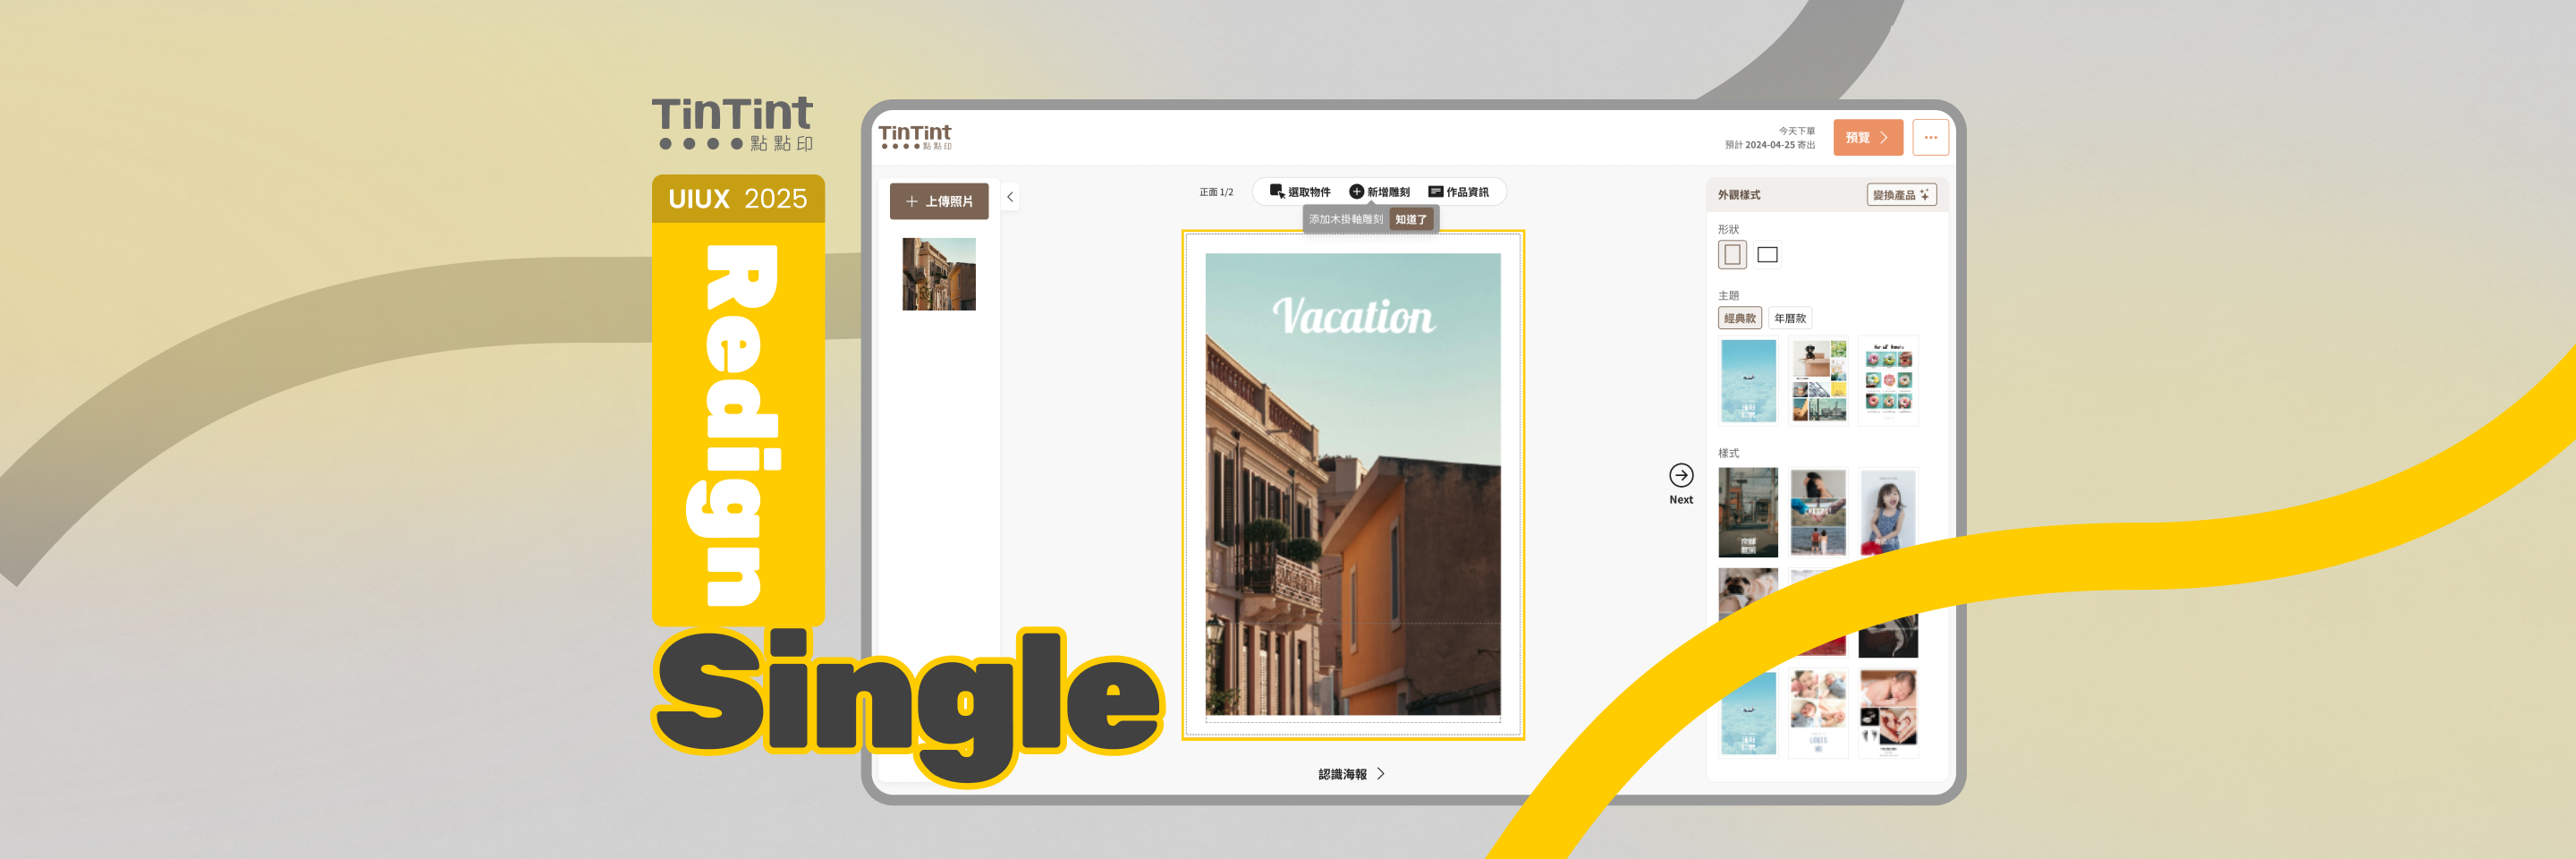 TinTint
點點印
UIUX 2025
Redign
Single
TinTint
點點印
今天下單
預計 2024-04-25 寄出
預覽
上傳照片
正面 1/2
選取物件
新增雕刻
作品資訊
添加木掛軸雕刻
知道了
Vacation
Next
認識海報
外觀樣式
變換產品
形狀
主題
經典款
年曆款
樣式
LOUIS